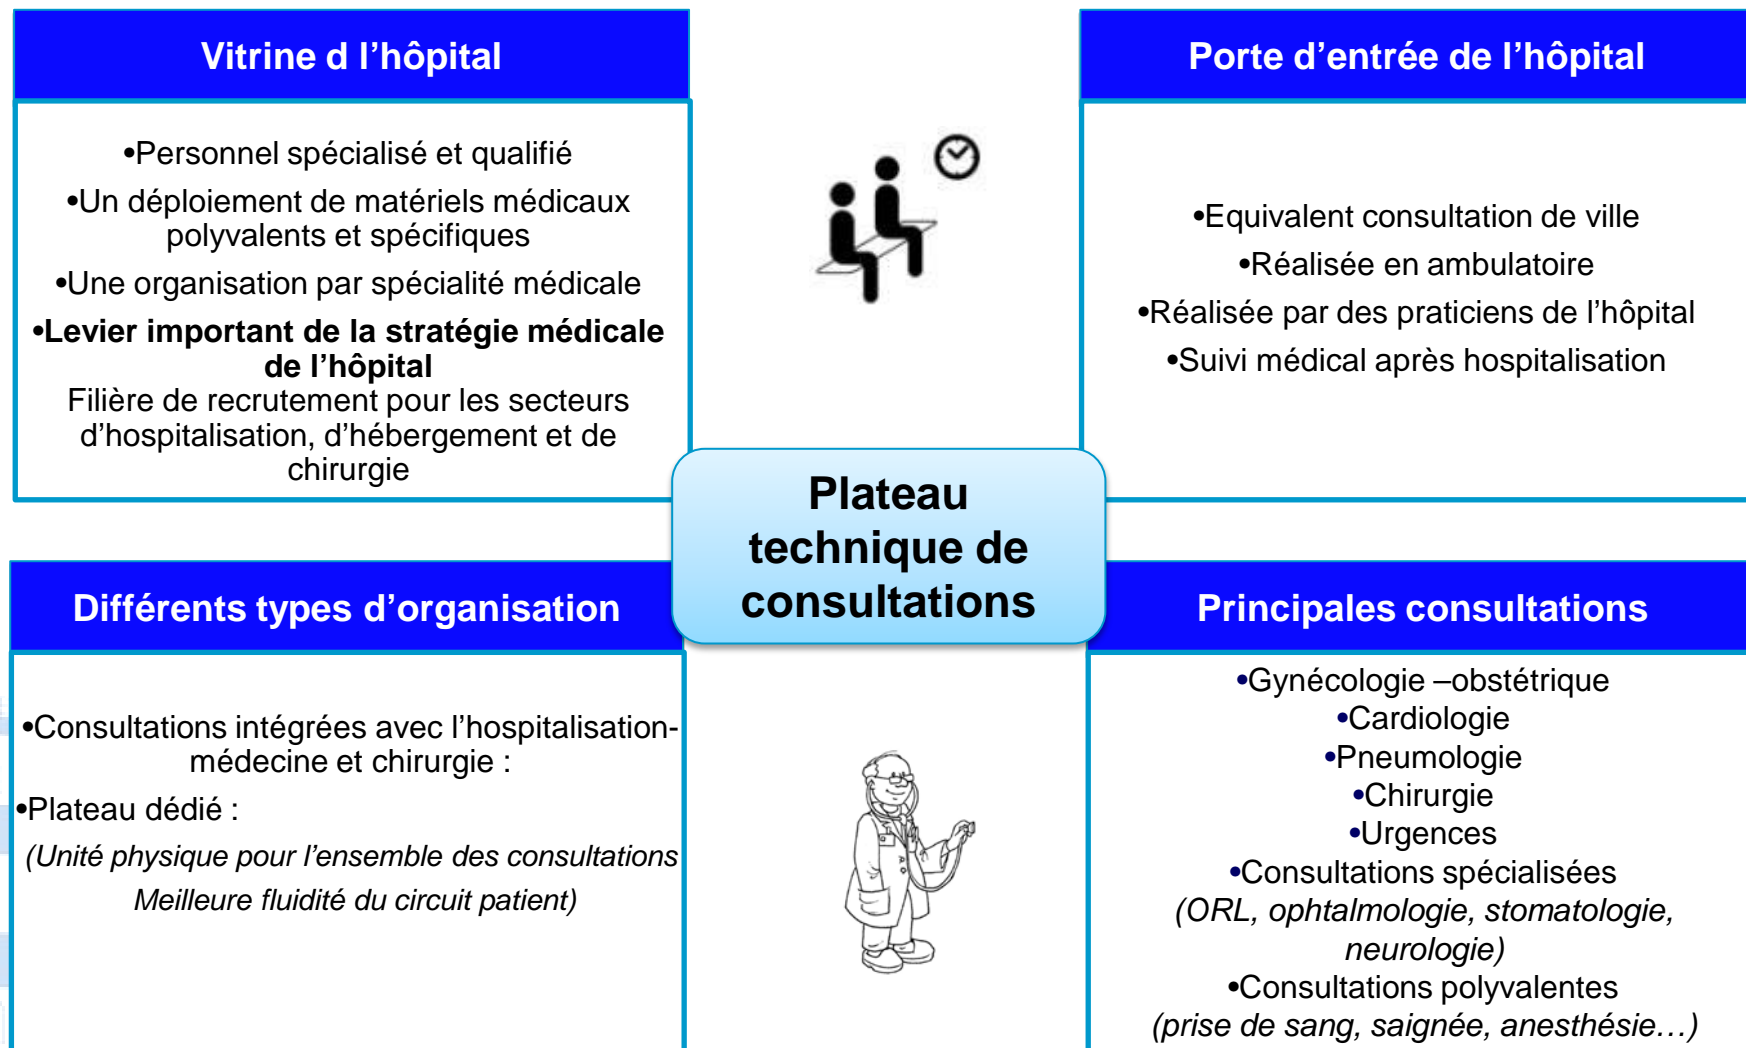 Vitrine d l’hôpital
•Personnel spécialisé et qualifié
•Un déploiement de matériels médicaux
polyvalents et spécifiques
•Une organisation par spécialité médicale
•Levier important de la stratégie médicale
de l’hôpital
Filière de recrutement pour les secteurs
d’hospitalisation, d’hébergement et de
chirurgie
Porte d’entrée de l’hôpital
•Equivalent consultation de ville
•Réalisée en ambulatoire
•Réalisée par des praticiens de l’hôpital
•Suivi médical après hospitalisation
Plateau
technique de
consultations
Différents types d’organisation
•Consultations intégrées avec l’hospitalisation-
médecine et chirurgie :
•Plateau dédié :
(Unité physique pour l’ensemble des consultations
Meilleure fluidité du circuit patient)
Principales consultations
•Gynécologie –obstétrique
•Cardiologie
•Pneumologie
•Chirurgie
•Urgences
•Consultations spécialisées
(ORL, ophtalmologie, stomatologie,
neurologie)
•Consultations polyvalentes
(prise de sang, saignée, anesthésie…)